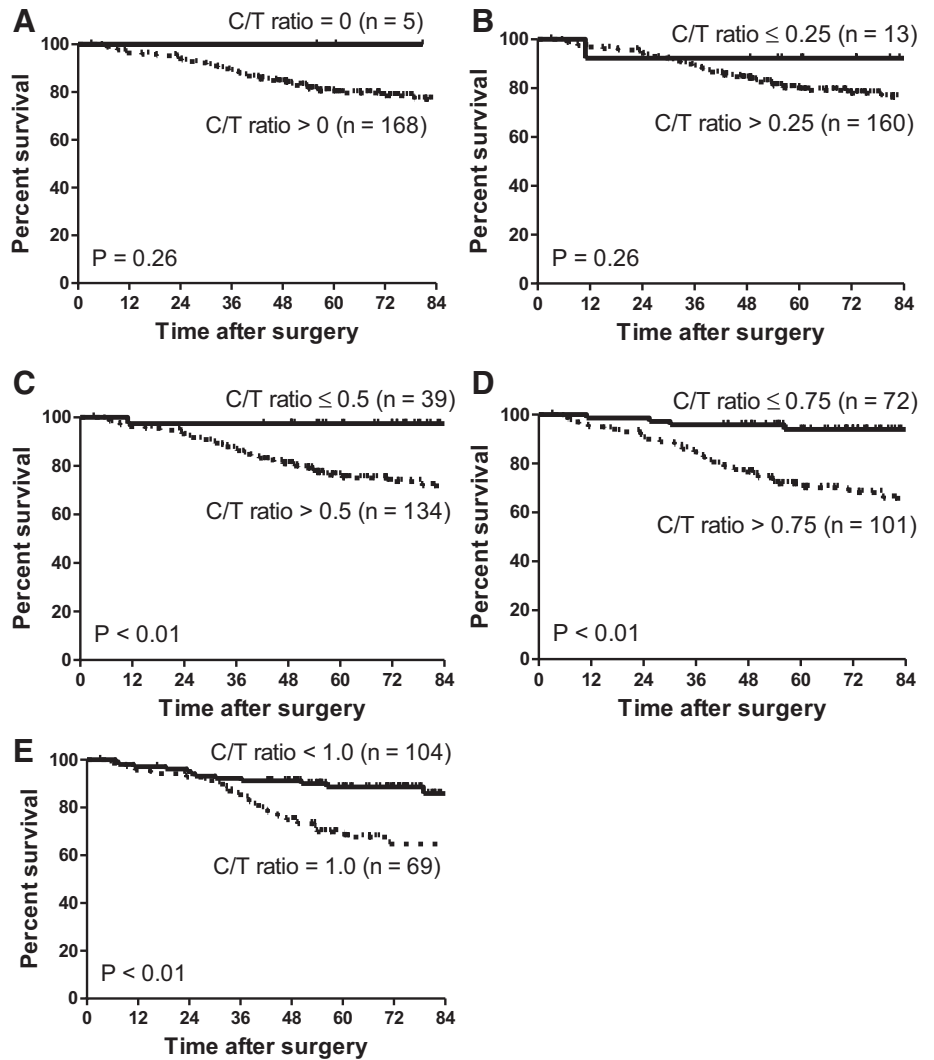 A
C/T ratio = 0 (n = 5)
100
80
60
40
20
0
Percent survival
C/T ratio > 0 (n = 168)
P = 0.26
0 12 24 36 48 60 72 84
Time after surgery
B
C/T ratio ≤ 0.25 (n = 13)
100
80
60
40
20
0
Percent survival
C/T ratio > 0.25 (n = 160)
P = 0.26
0 12 24 36 48 60 72 84
Time after surgery
C
C/T ratio ≤ 0.5 (n = 39)
100
80
60
40
20
0
Percent survival
C/T ratio > 0.5 (n = 134)
P < 0.01
0 12 24 36 48 60 72 84
Time after surgery
D
C/T ratio ≤ 0.75 (n = 72)
100
80
60
40
20
0
Percent survival
C/T ratio > 0.75 (n = 101)
P < 0.01
0 12 24 36 48 60 72 84
Time after surgery
E
C/T ratio < 1.0 (n = 104)
100
80
60
40
20
0
Percent survival
C/T ratio = 1.0 (n = 69)
P < 0.01
0 12 24 36 48 60 72 84
Time after surgery